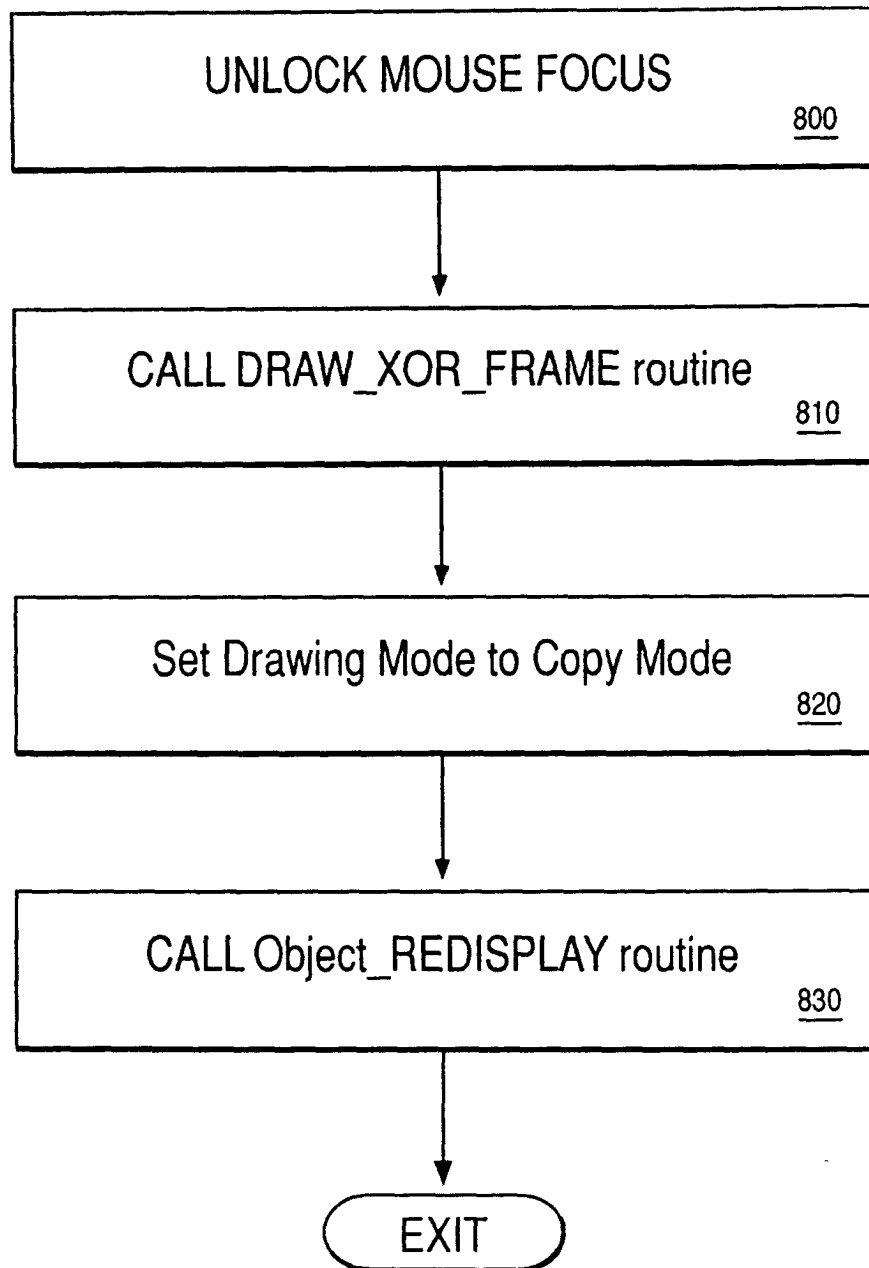 UNLOCK MOUSE FOCUS
800
CALL DRAW_XOR_FRAME routine
810
Set Drawing Mode to Copy Mode
820
CALL Object_REDISPLAY routine
830
EXIT